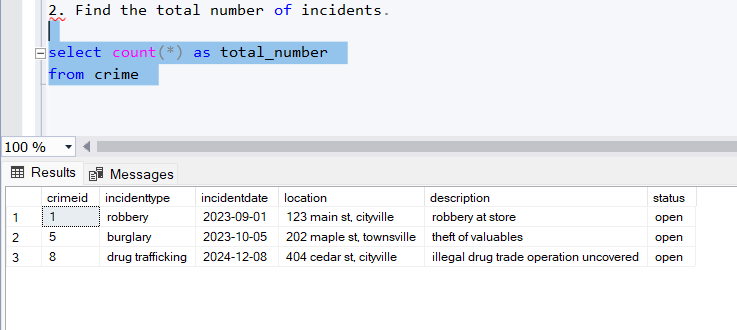 2. Find the total number of incidents.
select count(*) as total_number
from crime
100 %
Results Messages
crimeid incidenttype incidentdate location description status
1 1 robbery 2023-09-01 123 main st, cityville robbery at store open
2 5 burglary 2023-10-05 202 maple st, townsville theft of valuables open
3 8 drug trafficking 2024-12-08 404 cedar st, cityville illegal drug trade operation uncovered open